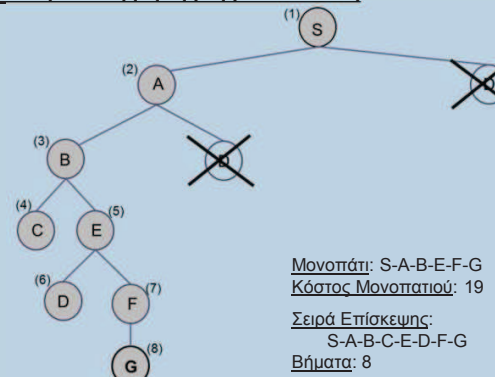 (1)
S
(2)
A
D
(3)
B
D
(4)
C
(5)
E
(6)
D
(7)
F
(8)
G
Μονοπάτι: S-A-B-E-F-G
Κόστος Μονοπατιού: 19
Σειρά Επίσκεψης:
S-A-B-C-E-D-F-G
Βήματα: 8